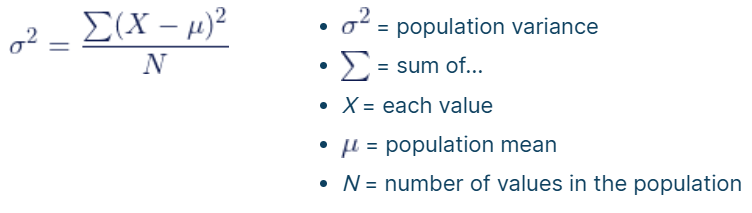 σ² = ∑(X − μ)² / N
• σ² = population variance
• ∑ = sum of...
• X = each value
• μ = population mean
• N = number of values in the population